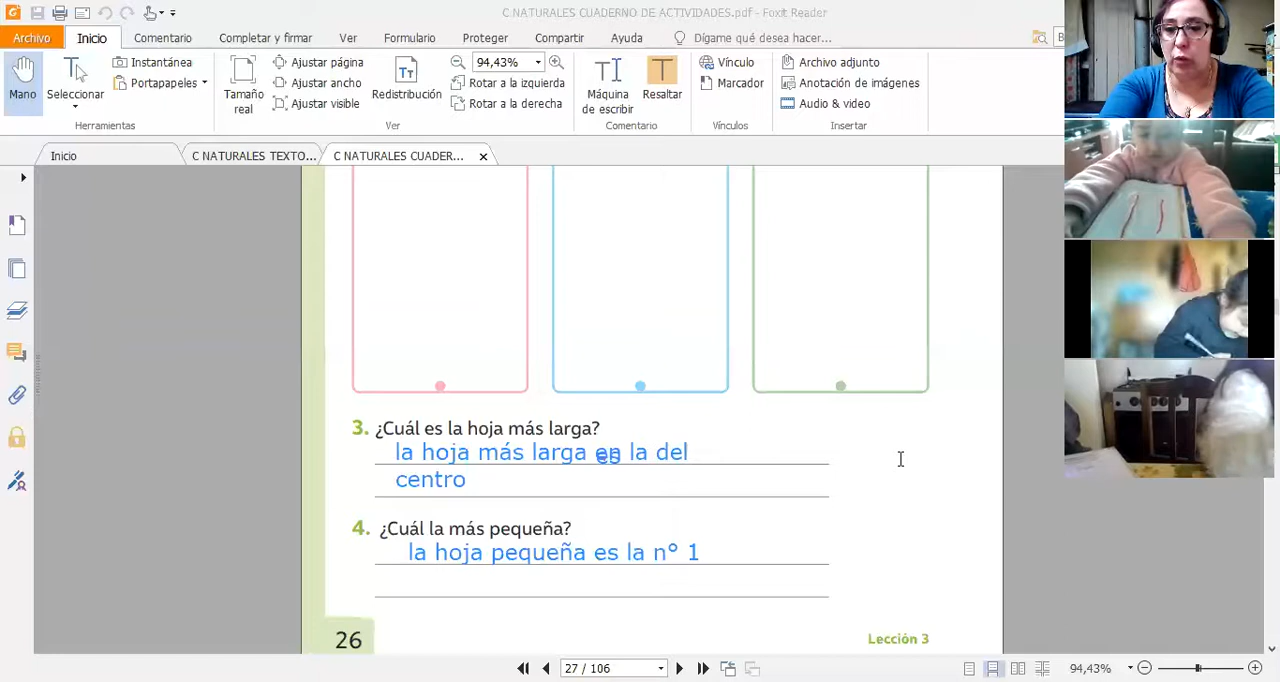 C NATURALES CUADERNO DE ACTIVIDADES.pdf - Foxit Reader
Archivo Inicio Comentario Completar y firmar Ver Formulario Proteger Compartir Ayuda Dígame qué desea hacer...
Mano
Seleccionar
Instantánea
Portapapeles
Herramientas
Tamaño real
Ajustar página
Ajustar ancho
Ajustar visible
Redistribución
94,43%
Rotar a la izquierda
Rotar a la derecha
Ver
Máquina de escribir
Resaltar
Comentario
Vínculo
Marcador
Vínculos
Archivo adjunto
Anotación de imágenes
Audio & video
Insertar
Inicio C NATURALES TEXTO... C NATURALES CUADER...
3. ¿Cuál es la hoja más larga?
la hoja más larga en la del
es
centro
4. ¿Cuál la más pequeña?
la hoja pequeña es la n° 1
26
Lección 3
27 / 106
94,43%